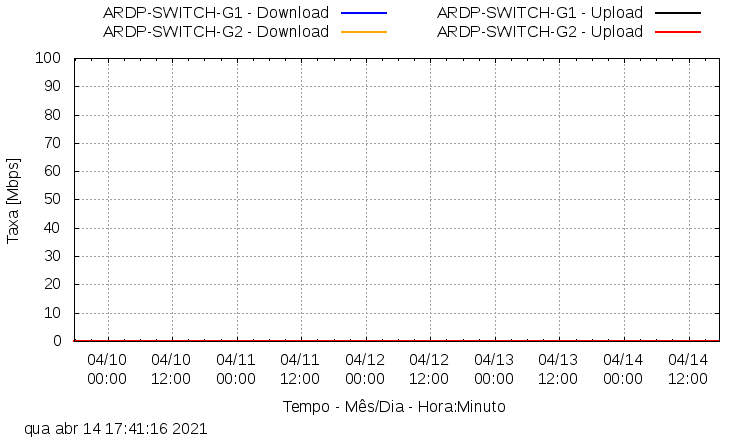 ARDP-SWITCH-G1 - Download ARDP-SWITCH-G1 - Upload
ARDP-SWITCH-G2 - Download ARDP-SWITCH-G2 - Upload
100
90
80
70
60
50
40
30
20
10
0
Taxa [Mbps]
04/10 04/10 04/11 04/11 04/12 04/12 04/13 04/13 04/14 04/14
00:00 12:00 00:00 12:00 00:00 12:00 00:00 12:00 00:00 12:00
Tempo - Mês/Dia - Hora:Minuto
qua abr 14 17:41:16 2021